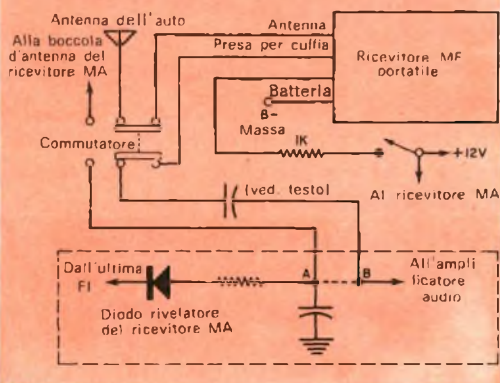 Antenna dell'auto
Alla boccola
d'antenna del
ricevitore MA
Antenna
Presa per cuffia
Ricevitore MF
portatile
Batteria
B-
Massa
Commutatore
1K
+12V
Al ricevitore MA
(ved. testo)
Dall'ultima
FI
A
B
All'ampli
ficatore
audio
Diodo rivelatore
del ricevitore MA